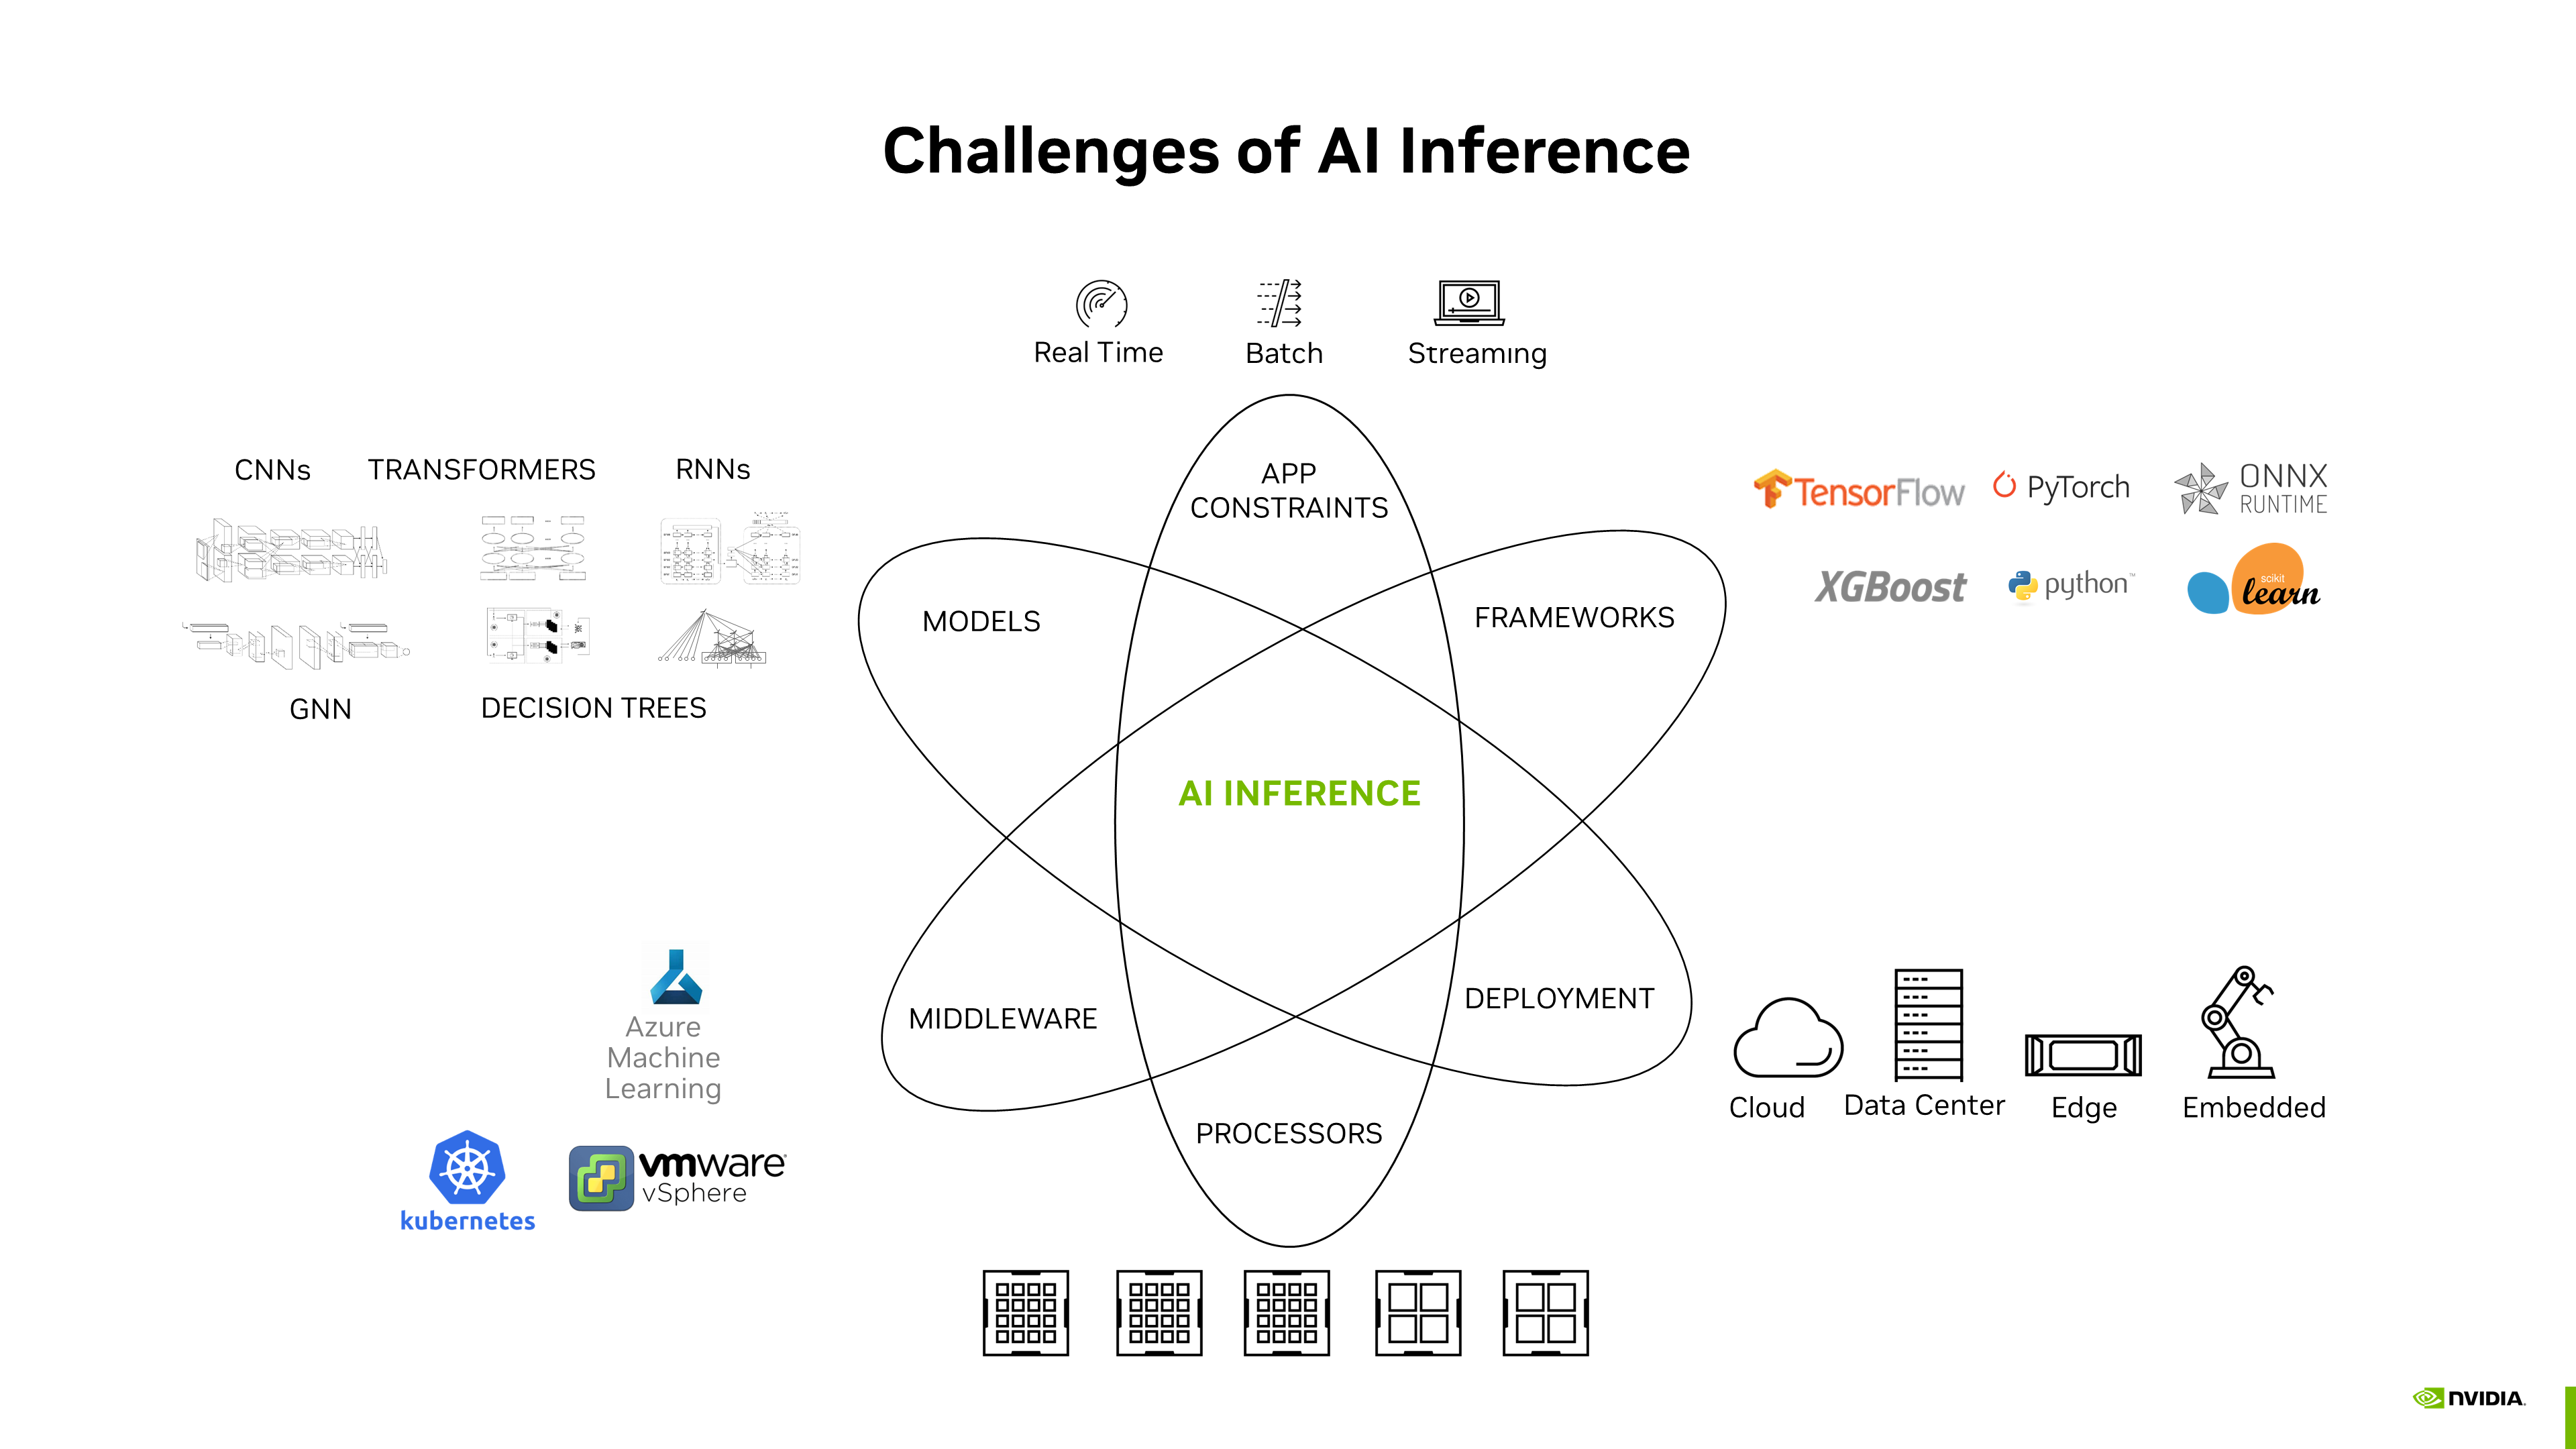 Challenges of AI Inference
Real Time
Batch
Streaming
APP
CONSTRAINTS
CNNs
TRANSFORMERS
RNNs
GNN
DECISION TREES
MODELS
FRAMEWORKS
TensorFlow
PyTorch
ONNX
RUNTIME
XGBoost
python™
scikit
learn
AI INFERENCE
MIDDLEWARE
DEPLOYMENT
Azure
Machine
Learning
kubernetes
vmware®
vSphere
Cloud
Data Center
Edge
Embedded
PROCESSORS
NVIDIA.